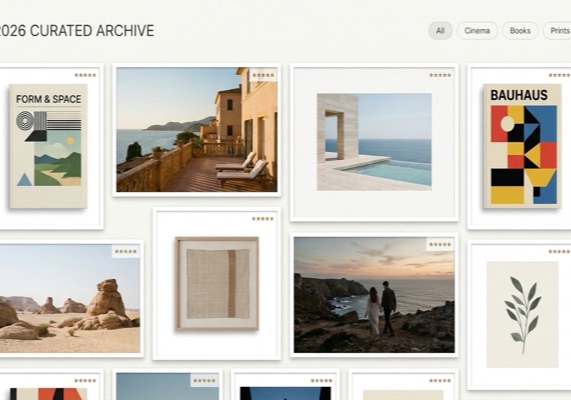 2026 CURATED ARCHIVE
All
Cinema
Books
Prints
FORM & SPACE
BAUHAUS